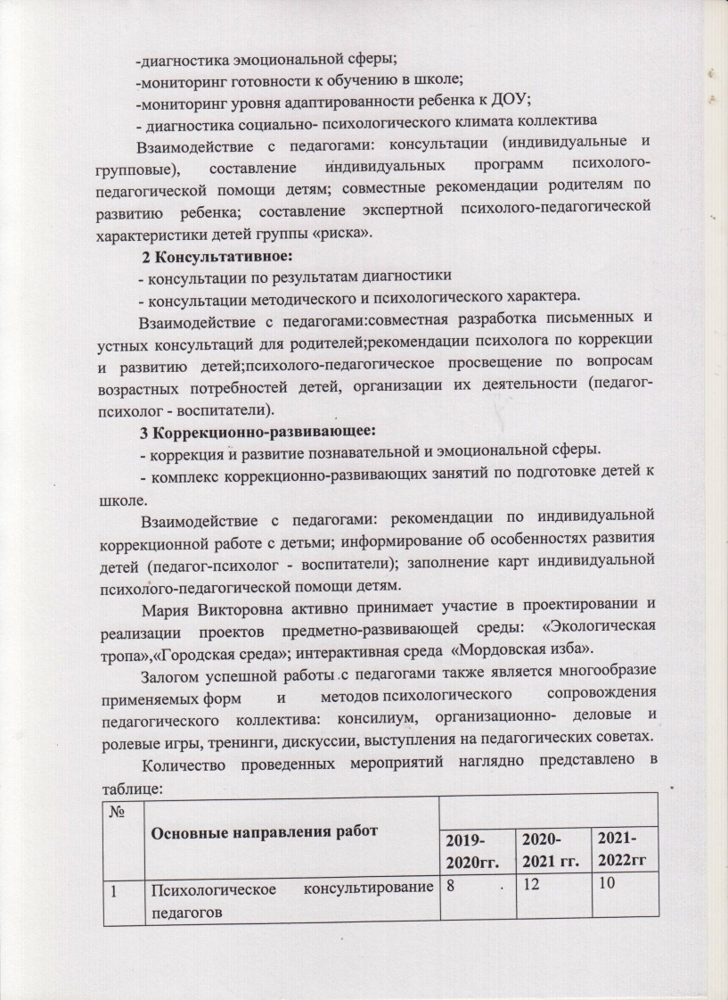 -диагностика эмоциональной сферы;
-мониторинг готовности к обучению в школе;
-мониторинг уровня адаптированности ребенка к ДОУ;
- диагностика социально- психологического климата коллектива
Взаимодействие с педагогами: консультации (индивидуальные и
групповые), составление индивидуальных программ психолого-
педагогической помощи детям; совместные рекомендации родителям по
развитию ребенка; составление экспертной психолого-педагогической
характеристики детей группы «риска».
2 Консультативное:
- консультации по результатам диагностики
- консультации методического и психологического характера.
Взаимодействие с педагогами:совместная разработка письменных и
устных консультаций для родителей;рекомендации психолога по коррекции
и развитию детей;психолого-педагогическое просвещение по вопросам
возрастных потребностей детей, организации их деятельности (педагог-
психолог - воспитатели).
3 Коррекционно-развивающее:
- коррекция и развитие познавательной и эмоциональной сферы.
- комплекс коррекционно-развивающих занятий по подготовке детей к
школе.
Взаимодействие с педагогами: рекомендации по индивидуальной
коррекционной работе с детьми; информирование об особенностях развития
детей (педагог-психолог - воспитатели); заполнение карт индивидуальной
психолого-педагогической помощи детям.
Мария Викторовна активно принимает участие в проектировании и
реализации проектов предметно-развивающей среды: «Экологическая
тропа»,«Городская среда»; интерактивная среда «Мордовская изба».
Залогом успешной работы с педагогами также является многообразие
применяемых форм и методов психологического сопровождения
педагогического коллектива: консилиум, организационно- деловые и
ролевые игры, тренинги, дискуссии, выступления на педагогических советах.
Количество проведенных мероприятий наглядно представлено в
таблице:
№
Основные направления работ
2019- 2020- 2021-
2020гг. 2021 гг. 2022гг
1 Психологическое консультирование 8 12 10
педагогов